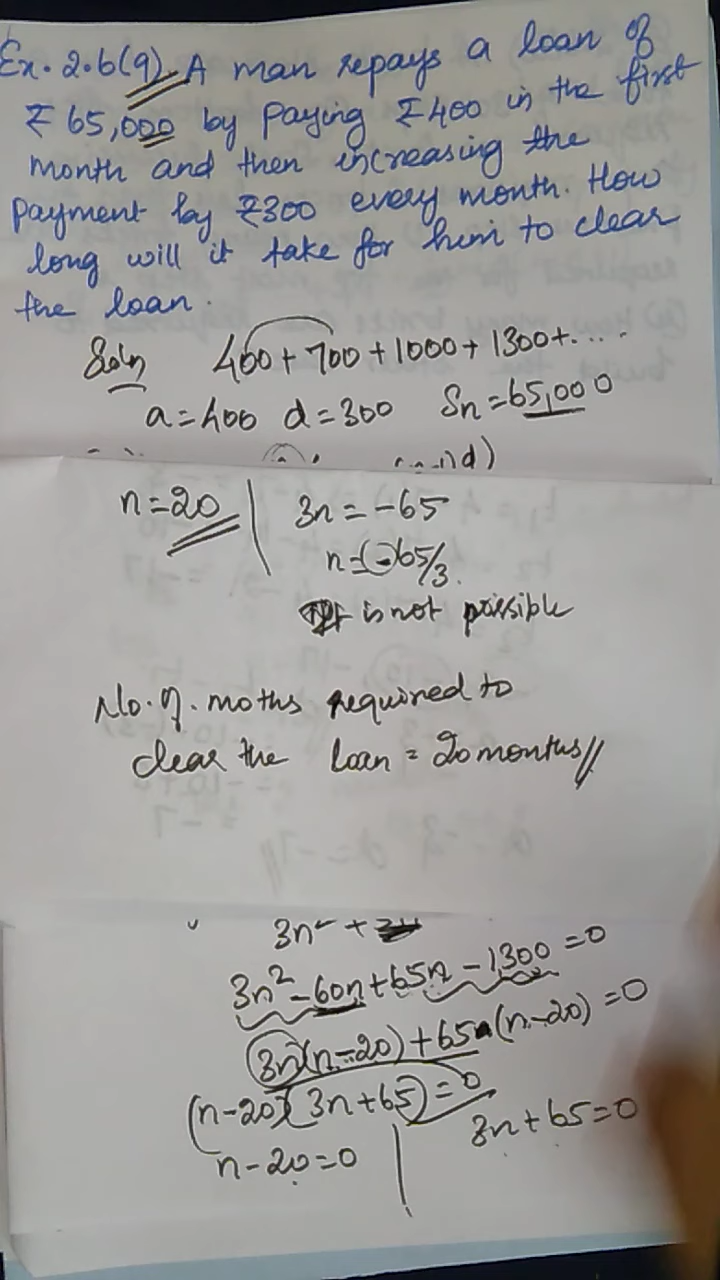 Ex. 2.6(9) A man repays a loan of
₹ 65,000 by paying ₹400 in the first
month and then increasing the
payment by ₹300 every month. How
long will it take for him to clear
the loan.
Soln 400+700+1000+1300+....
a=400 d=300 Sn=65,000
n=20 3n=-65
n=(-)65/3.
is not possible
No. of. moths required to
clear the loan = 20 months//
3n² +
3n²-60n+65n-1300=0
3n(n-20)+65(n-20)=0
(n-20)(3n+65)=0
n-20=0 3n+65=0